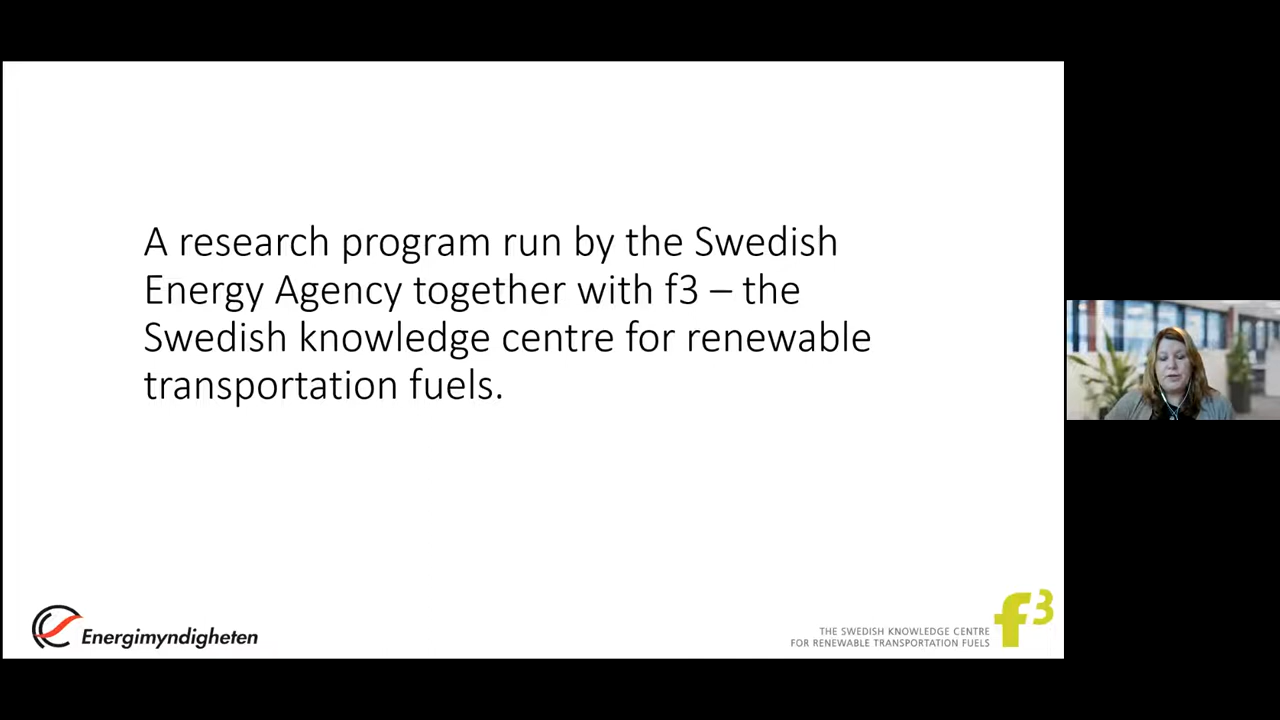 A research program run by the Swedish
Energy Agency together with f3 – the
Swedish knowledge centre for renewable
transportation fuels.
Energimyndigheten
THE SWEDISH KNOWLEDGE CENTRE
FOR RENEWABLE TRANSPORTATION FUELS
f3